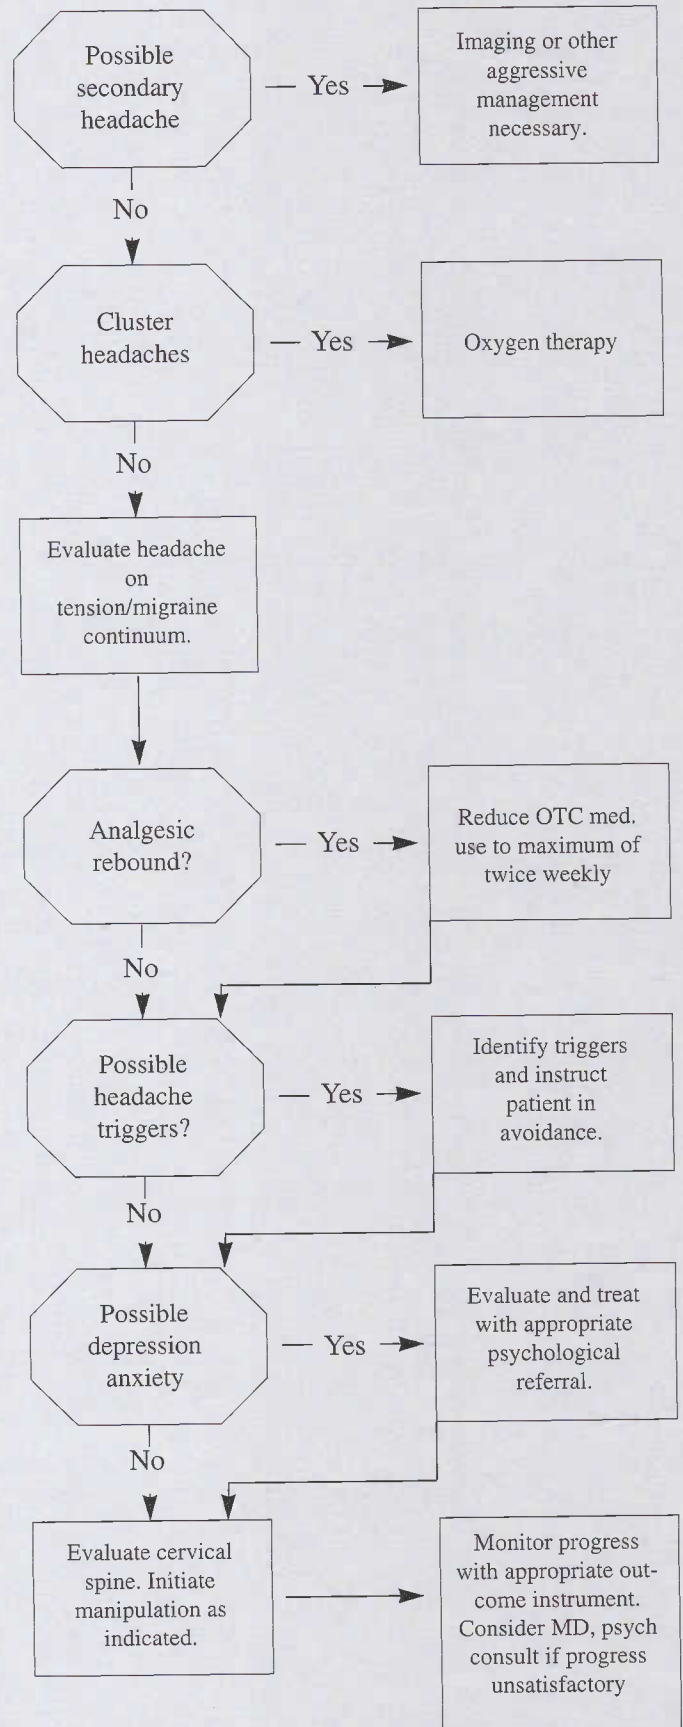 Possible
secondary
headache
Yes
Imaging or other
aggressive
management
necessary.
No
Cluster
headaches
Yes
Oxygen therapy
No
Evaluate headache
on
tension/migraine
continuum.
Analgesic
rebound?
Yes
Reduce OTC med.
use to maximum of
twice weekly
No
Possible
headache
triggers?
Yes
Identify triggers
and instruct
patient in
avoidance.
No
Possible
depression
anxiety
Yes
Evaluate and treat
with appropriate
psychological
referral.
No
Evaluate cervical
spine. Initiate
manipulation as
indicated.
Monitor progress
with appropriate out-
come instrument.
Consider MD, psych
consult if progress
unsatisfactory